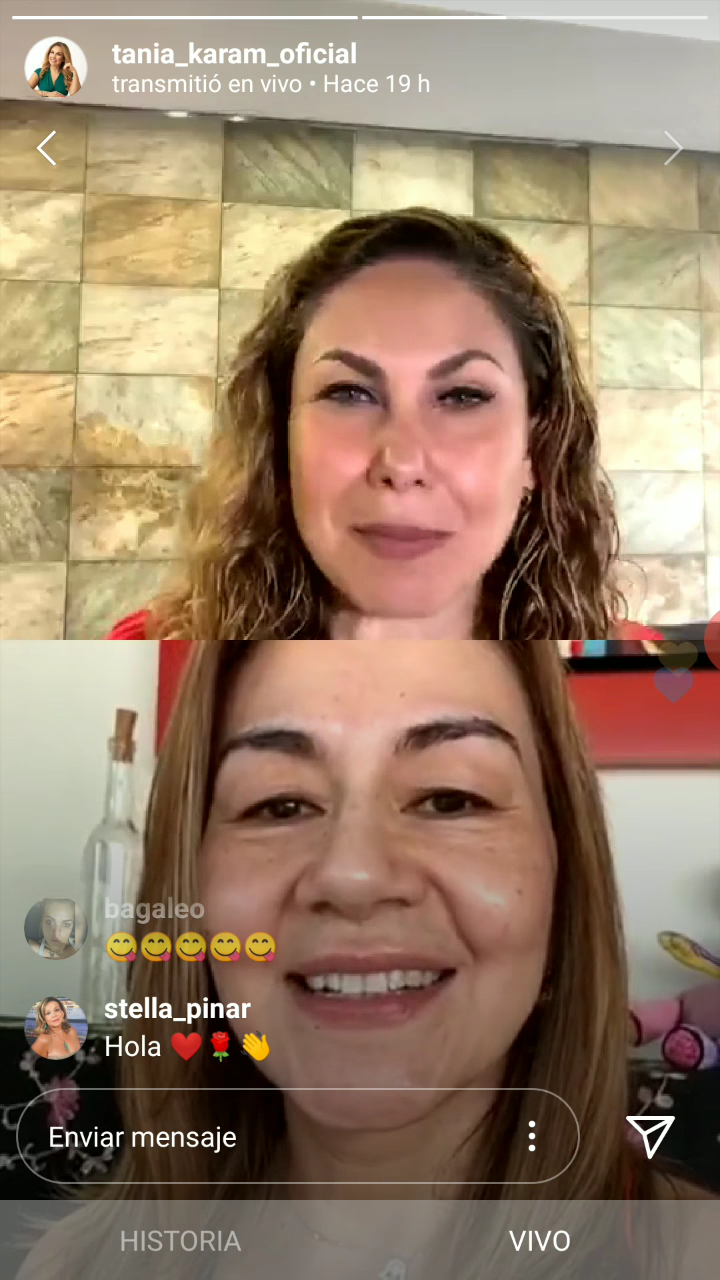 tania_karam_oficial
transmitió en vivo • Hace 19 h
bagaleo
😋😋😋😋😋
stella_pinar
Hola ❤️🌹👋
Enviar mensaje
HISTORIA
VIVO